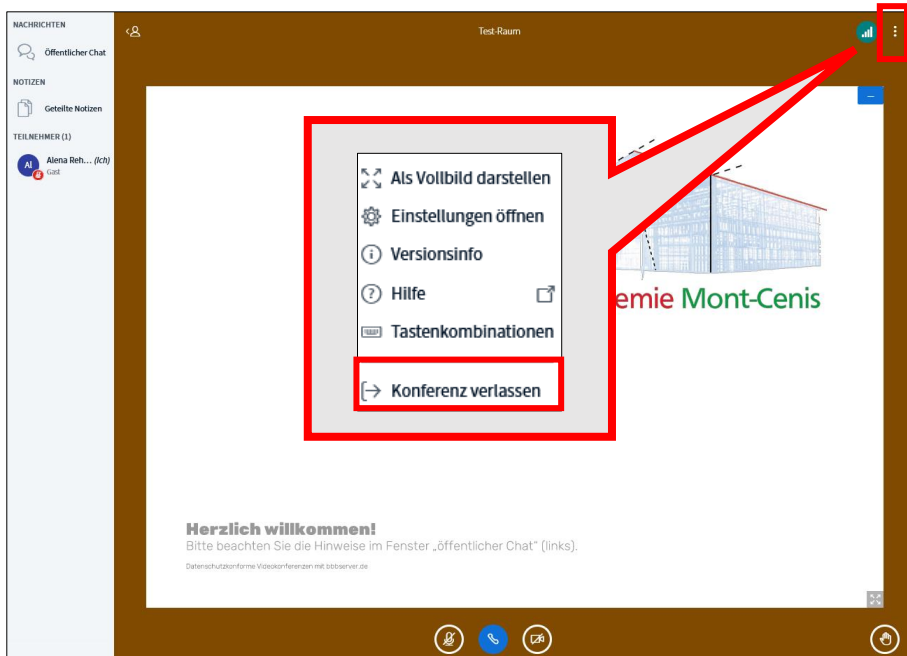 NACHRICHTEN
Öffentlicher Chat
NOTIZEN
Geteilte Notizen
TEILNEHMER (1)
Al
Alena Reh... (Ich)
Gast
Test-Raum
Als Vollbild darstellen
Einstellungen öffnen
Versionsinfo
Hilfe
Tastenkombinationen
Konferenz verlassen
emie Mont-Cenis
Herzlich willkommen!
Bitte beachten Sie die Hinweise im Fenster „öffentlicher Chat" (links).
Datenschutzkonforme Videokonferenzen mit bbbserver.de